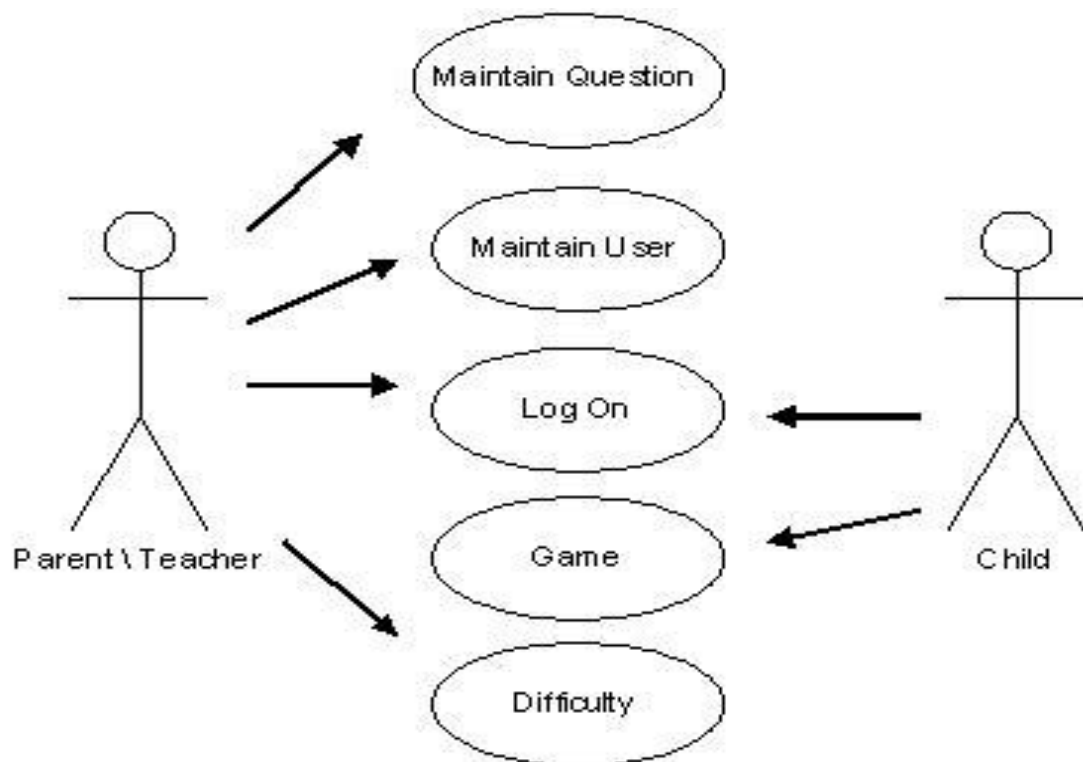 Maintain Question
Maintain User
Log On
Parent \ Teacher
Game
Child
Difficulty